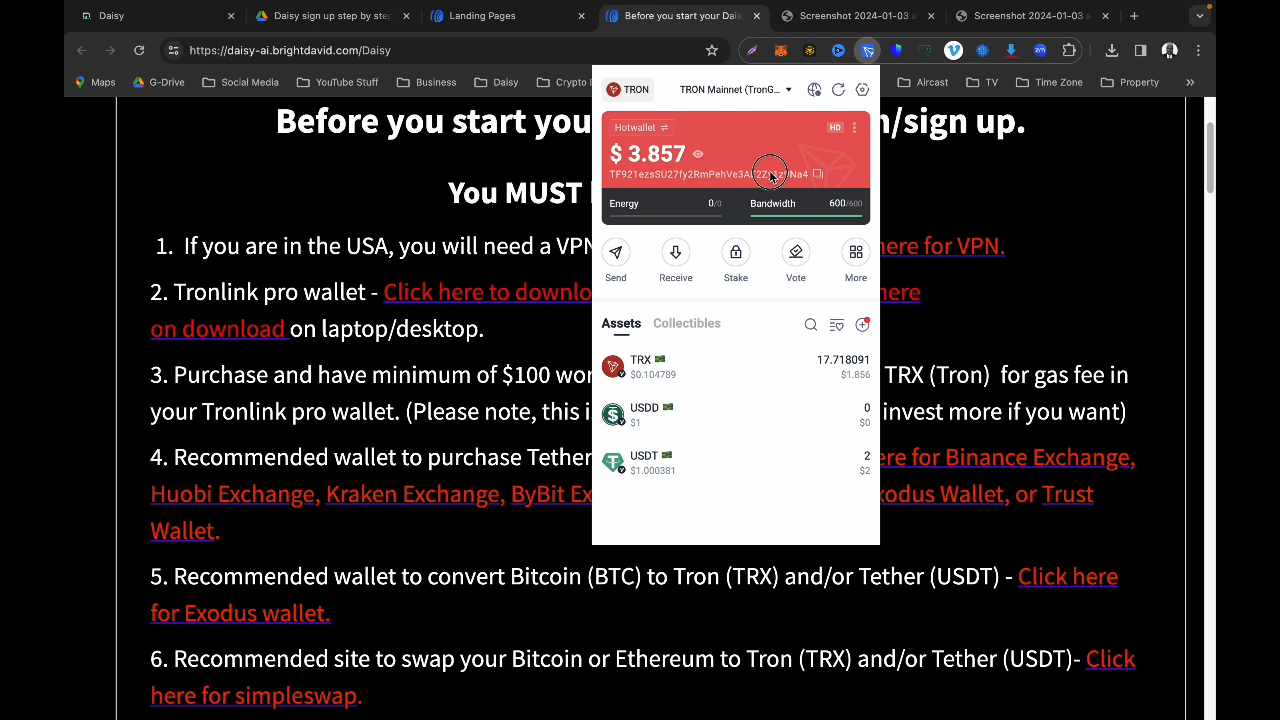 Daisy
Daisy sign up step by step
Landing Pages
Before you start your Dais
Screenshot 2024-01-03 a
Screenshot 2024-01-03 a
https://daisy-ai.brightdavid.com/Daisy
Maps
G-Drive
Social Media
YouTube Stuff
Business
Daisy
Crypto
Aircast
TV
Time Zone
Property
TRON
TRON Mainnet (TronG...
Hotwallet
HD
$ 3.857
Energy
0/0
Bandwidth
600/600
Send
Receive
Stake
Vote
More
Assets
Collectibles
TRX
17.718091
$0.104789
$1.856
USDD
0
$1
$0
USDT
2
$1.000381
$2
Before you start you
n/sign up.
You MUST
1. If you are in the USA, you will need a VPN
here for VPN.
2. Tronlink pro wallet - Click here to downlo
here
on download on laptop/desktop.
3. Purchase and have minimum of $100 wor
TRX (Tron) for gas fee in
your Tronlink pro wallet. (Please note, this i
invest more if you want)
4. Recommended wallet to purchase Tether
ere for Binance Exchange,
Huobi Exchange, Kraken Exchange, ByBit Ex
xodus Wallet, or Trust
Wallet.
5. Recommended wallet to convert Bitcoin (BTC) to Tron (TRX) and/or Tether (USDT) - Click here
for Exodus wallet.
6. Recommended site to swap your Bitcoin or Ethereum to Tron (TRX) and/or Tether (USDT)- Click
here for simpleswap.